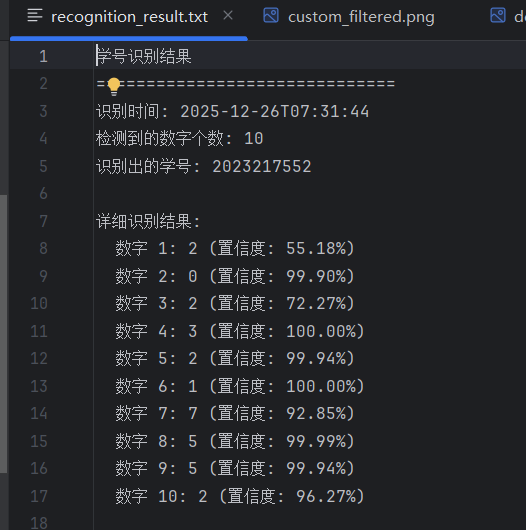 recognition_result.txt × custom_filtered.png
1 学号识别结果
2 ==============================
3 识别时间: 2025-12-26T07:31:44
4 检测到的数字个数: 10
5 识别出的学号: 2023217552
6
7 详细识别结果:
8 数字 1: 2 (置信度: 55.18%)
9 数字 2: 0 (置信度: 99.90%)
10 数字 3: 2 (置信度: 72.27%)
11 数字 4: 3 (置信度: 100.00%)
12 数字 5: 2 (置信度: 99.94%)
13 数字 6: 1 (置信度: 100.00%)
14 数字 7: 7 (置信度: 92.85%)
15 数字 8: 5 (置信度: 99.99%)
16 数字 9: 5 (置信度: 99.94%)
17 数字 10: 2 (置信度: 96.27%)
18